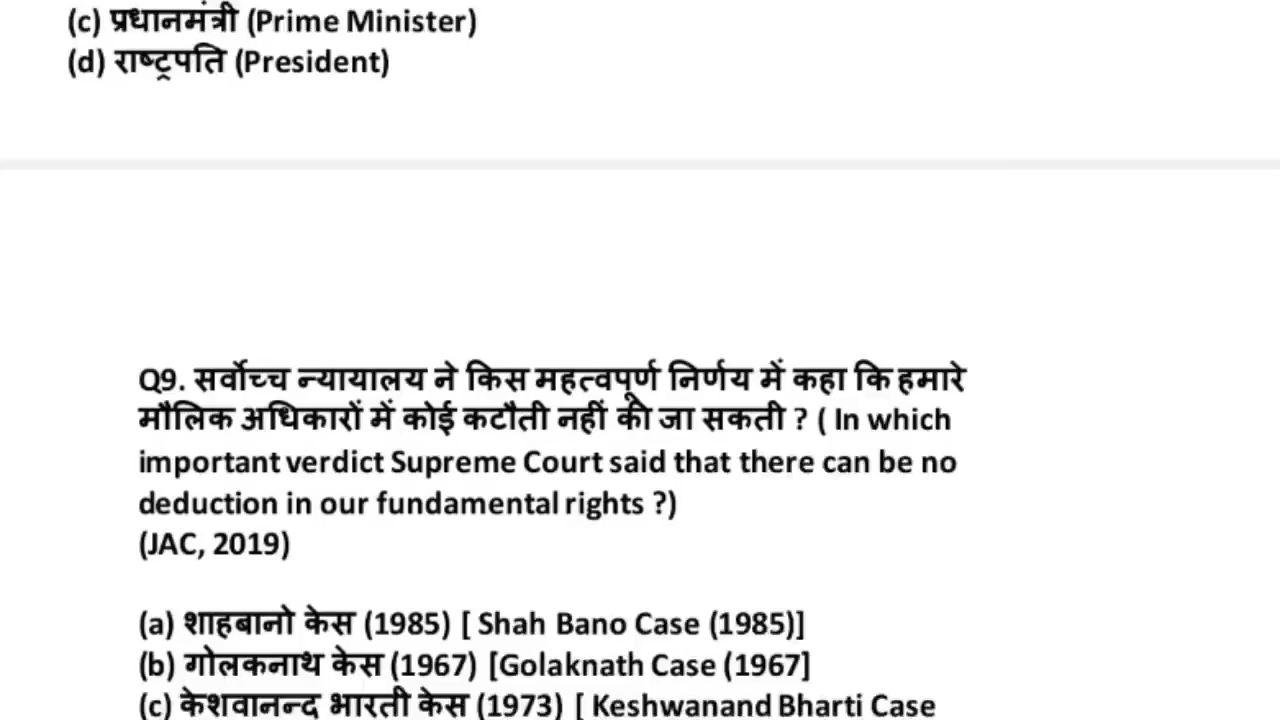 (c) प्रधानमंत्री (Prime Minister)
(d) राष्ट्रपति (President)
Q9. सर्वोच्च न्यायालय ने किस महत्वपूर्ण निर्णय में कहा कि हमारे
मौलिक अधिकारों में कोई कटौती नहीं की जा सकती ? ( In which
important verdict Supreme Court said that there can be no
deduction in our fundamental rights ?)
(JAC, 2019)
(a) शाहबानो केस (1985) [ Shah Bano Case (1985)]
(b) गोलकनाथ केस (1967) [Golaknath Case (1967]
(c) केशवानन्द भारती केस (1973) [ Keshwanand Bharti Case